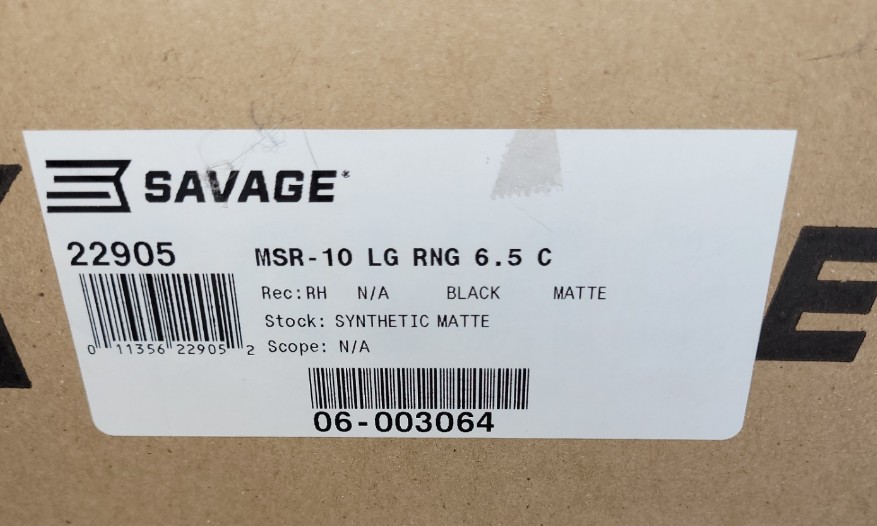 SAVAGE
22905 MSR-10 LG RNG 6.5 C
Rec:RH N/A BLACK MATTE
Stock: SYNTHETIC MATTE
0 11356 22905 2 Scope: N/A
06-003064
E